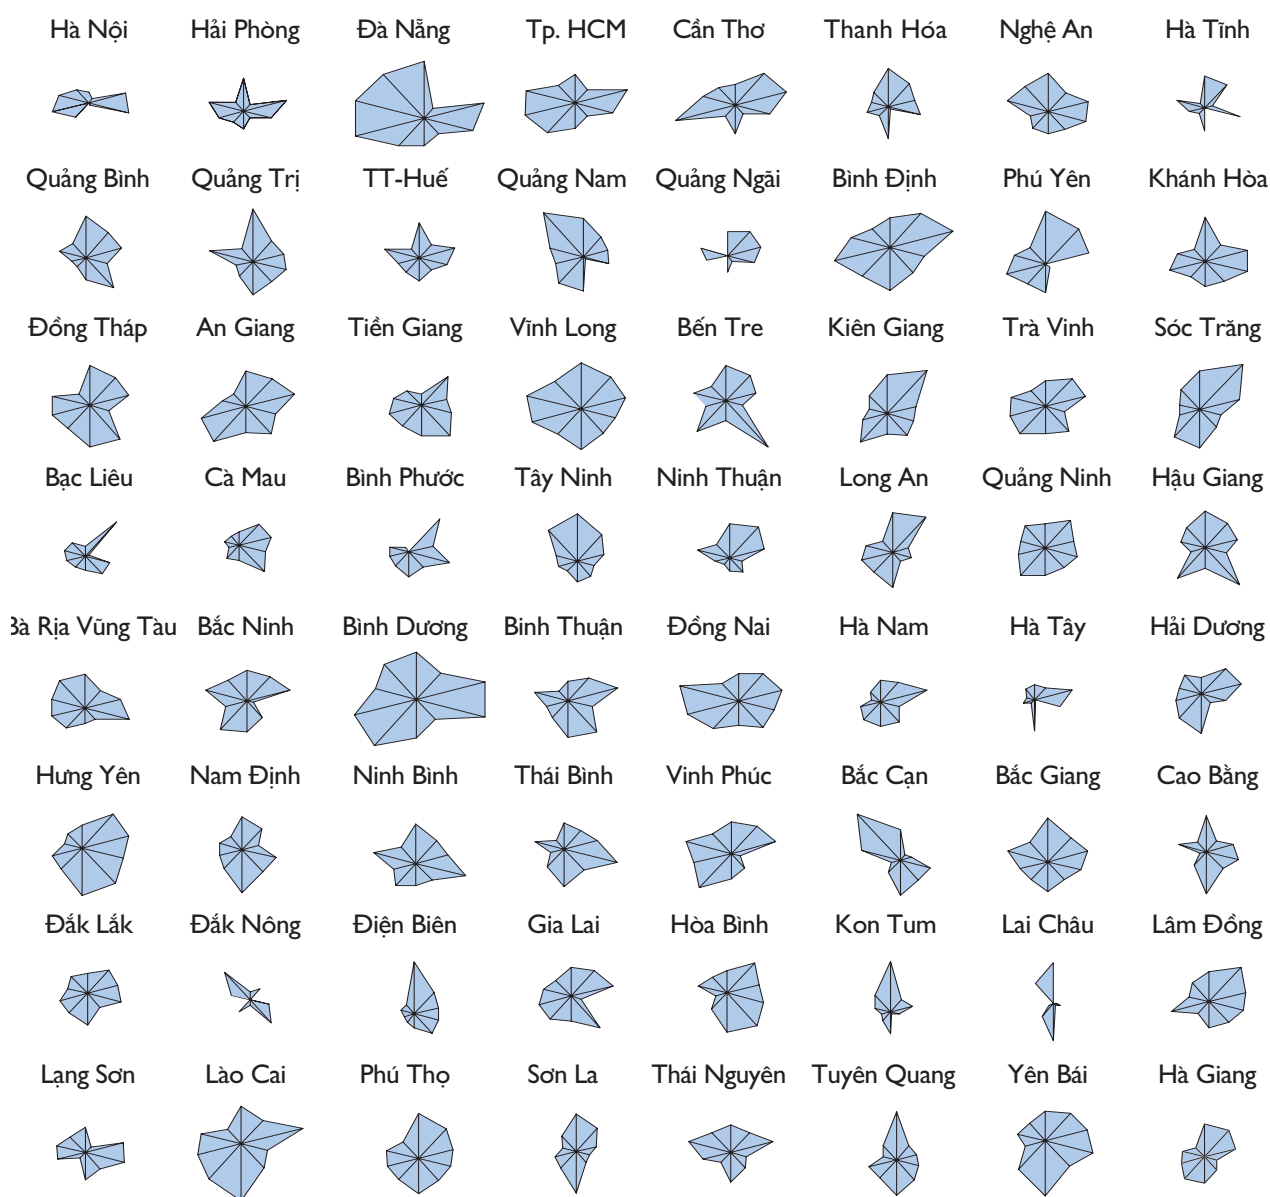 Hà Nội Hải Phòng Đà Nẵng Tp. HCM Cần Thơ Thanh Hóa Nghệ An Hà Tĩnh
Quảng Bình Quảng Trị TT-Huế Quảng Nam Quảng Ngãi Bình Định Phú Yên Khánh Hòa
Đồng Tháp An Giang Tiền Giang Vĩnh Long Bến Tre Kiên Giang Trà Vinh Sóc Trăng
Bạc Liêu Cà Mau Bình Phước Tây Ninh Ninh Thuận Long An Quảng Ninh Hậu Giang
Bà Rịa Vũng Tàu Bắc Ninh Bình Dương Binh Thuận Đồng Nai Hà Nam Hà Tây Hải Dương
Hưng Yên Nam Định Ninh Bình Thái Bình Vinh Phúc Bắc Cạn Bắc Giang Cao Bằng
Đắk Lắk Đắk Nông Điện Biên Gia Lai Hòa Bình Kon Tum Lai Châu Lâm Đồng
Lạng Sơn Lào Cai Phú Thọ Sơn La Thái Nguyên Tuyên Quang Yên Bái Hà Giang